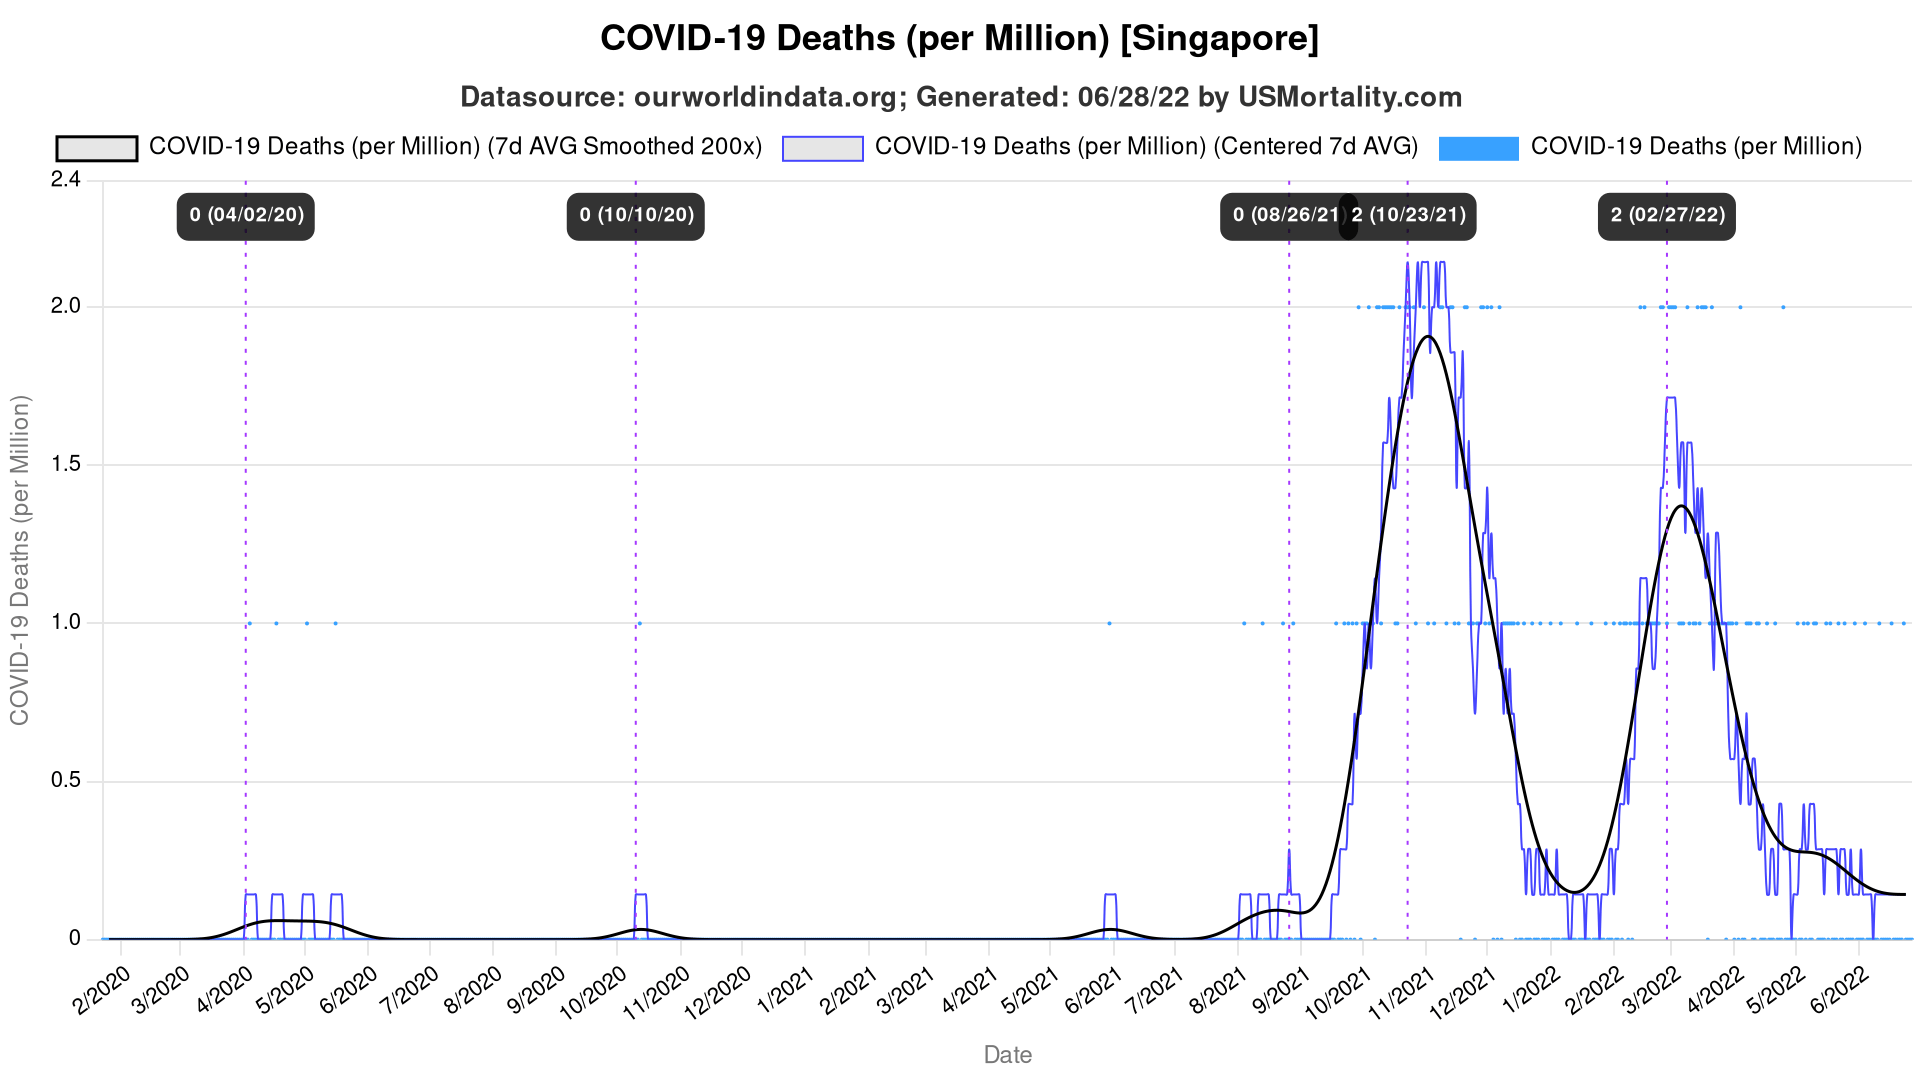 COVID-19 Deaths (per Million) [Singapore]
Datasource: ourworldindata.org; Generated: 06/28/22 by USMortality.com
COVID-19 Deaths (per Million) (7d AVG Smoothed 200x) COVID-19 Deaths (per Million) (Centered 7d AVG) COVID-19 Deaths (per Million)
2.4
0 (04/02/20) 0 (10/10/20) 0 (08/26/21) 2 (10/23/21) 2 (02/27/22)
2.0
1.5
1.0
0.5
0
COVID-19 Deaths (per Million)
2/2020 3/2020 4/2020 5/2020 6/2020 7/2020 8/2020 9/2020 10/2020 11/2020 12/2020 1/2021 2/2021 3/2021 4/2021 5/2021 6/2021 7/2021 8/2021 9/2021 10/2021 11/2021 12/2021 1/2022 2/2022 3/2022 4/2022 5/2022 6/2022
Date